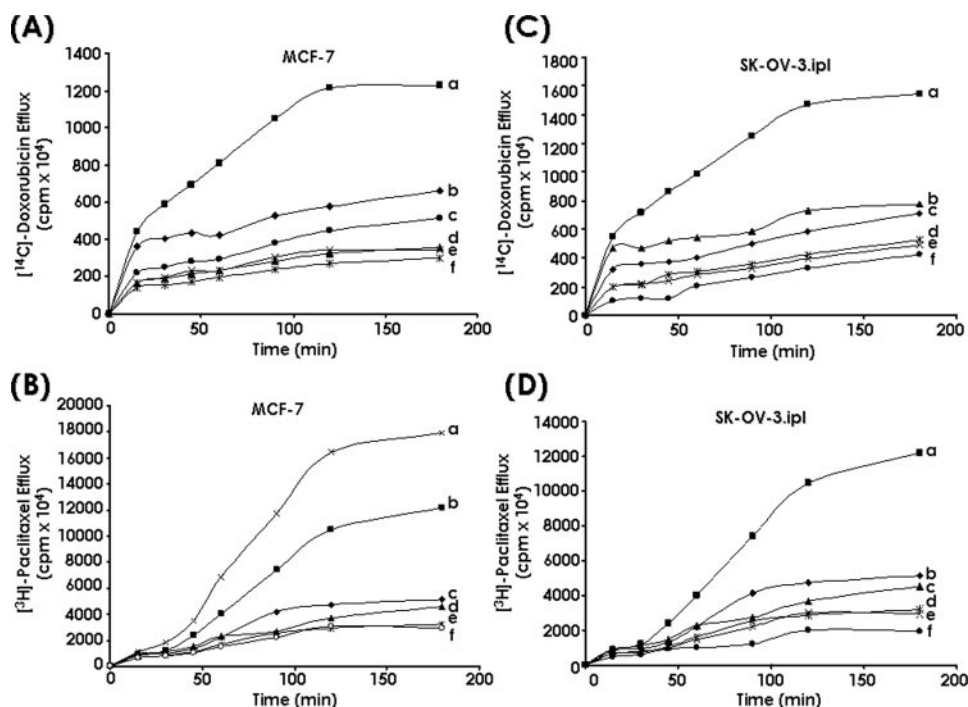 (A)
MCF-7
[¹⁴C]-Doxorubicin Efflux
(cpm x 10⁴)
1400
1200
1000
800
600
400
200
0
a
b
c
d
e
f
0 50 100 150 200
Time (min)
(C)
SK-OV-3.ipl
[¹⁴C]-Doxorubicin Efflux
(cpm x 10⁴)
1800
1600
1400
1200
1000
800
600
400
200
0
a
b
c
d
e
f
0 50 100 150 200
Time (min)
(B)
MCF-7
[³H]-Paclitaxel Efflux
(cpm x 10⁴)
20000
18000
16000
14000
12000
10000
8000
6000
4000
2000
0
a
b
c
d
e
f
0 50 100 150 200
Time (min)
(D)
SK-OV-3.ipl
[³H]-Paclitaxel Efflux
(cpm x 10⁴)
14000
12000
10000
8000
6000
4000
2000
0
a
b
c
d
e
f
0 50 100 150 200
Time (min)